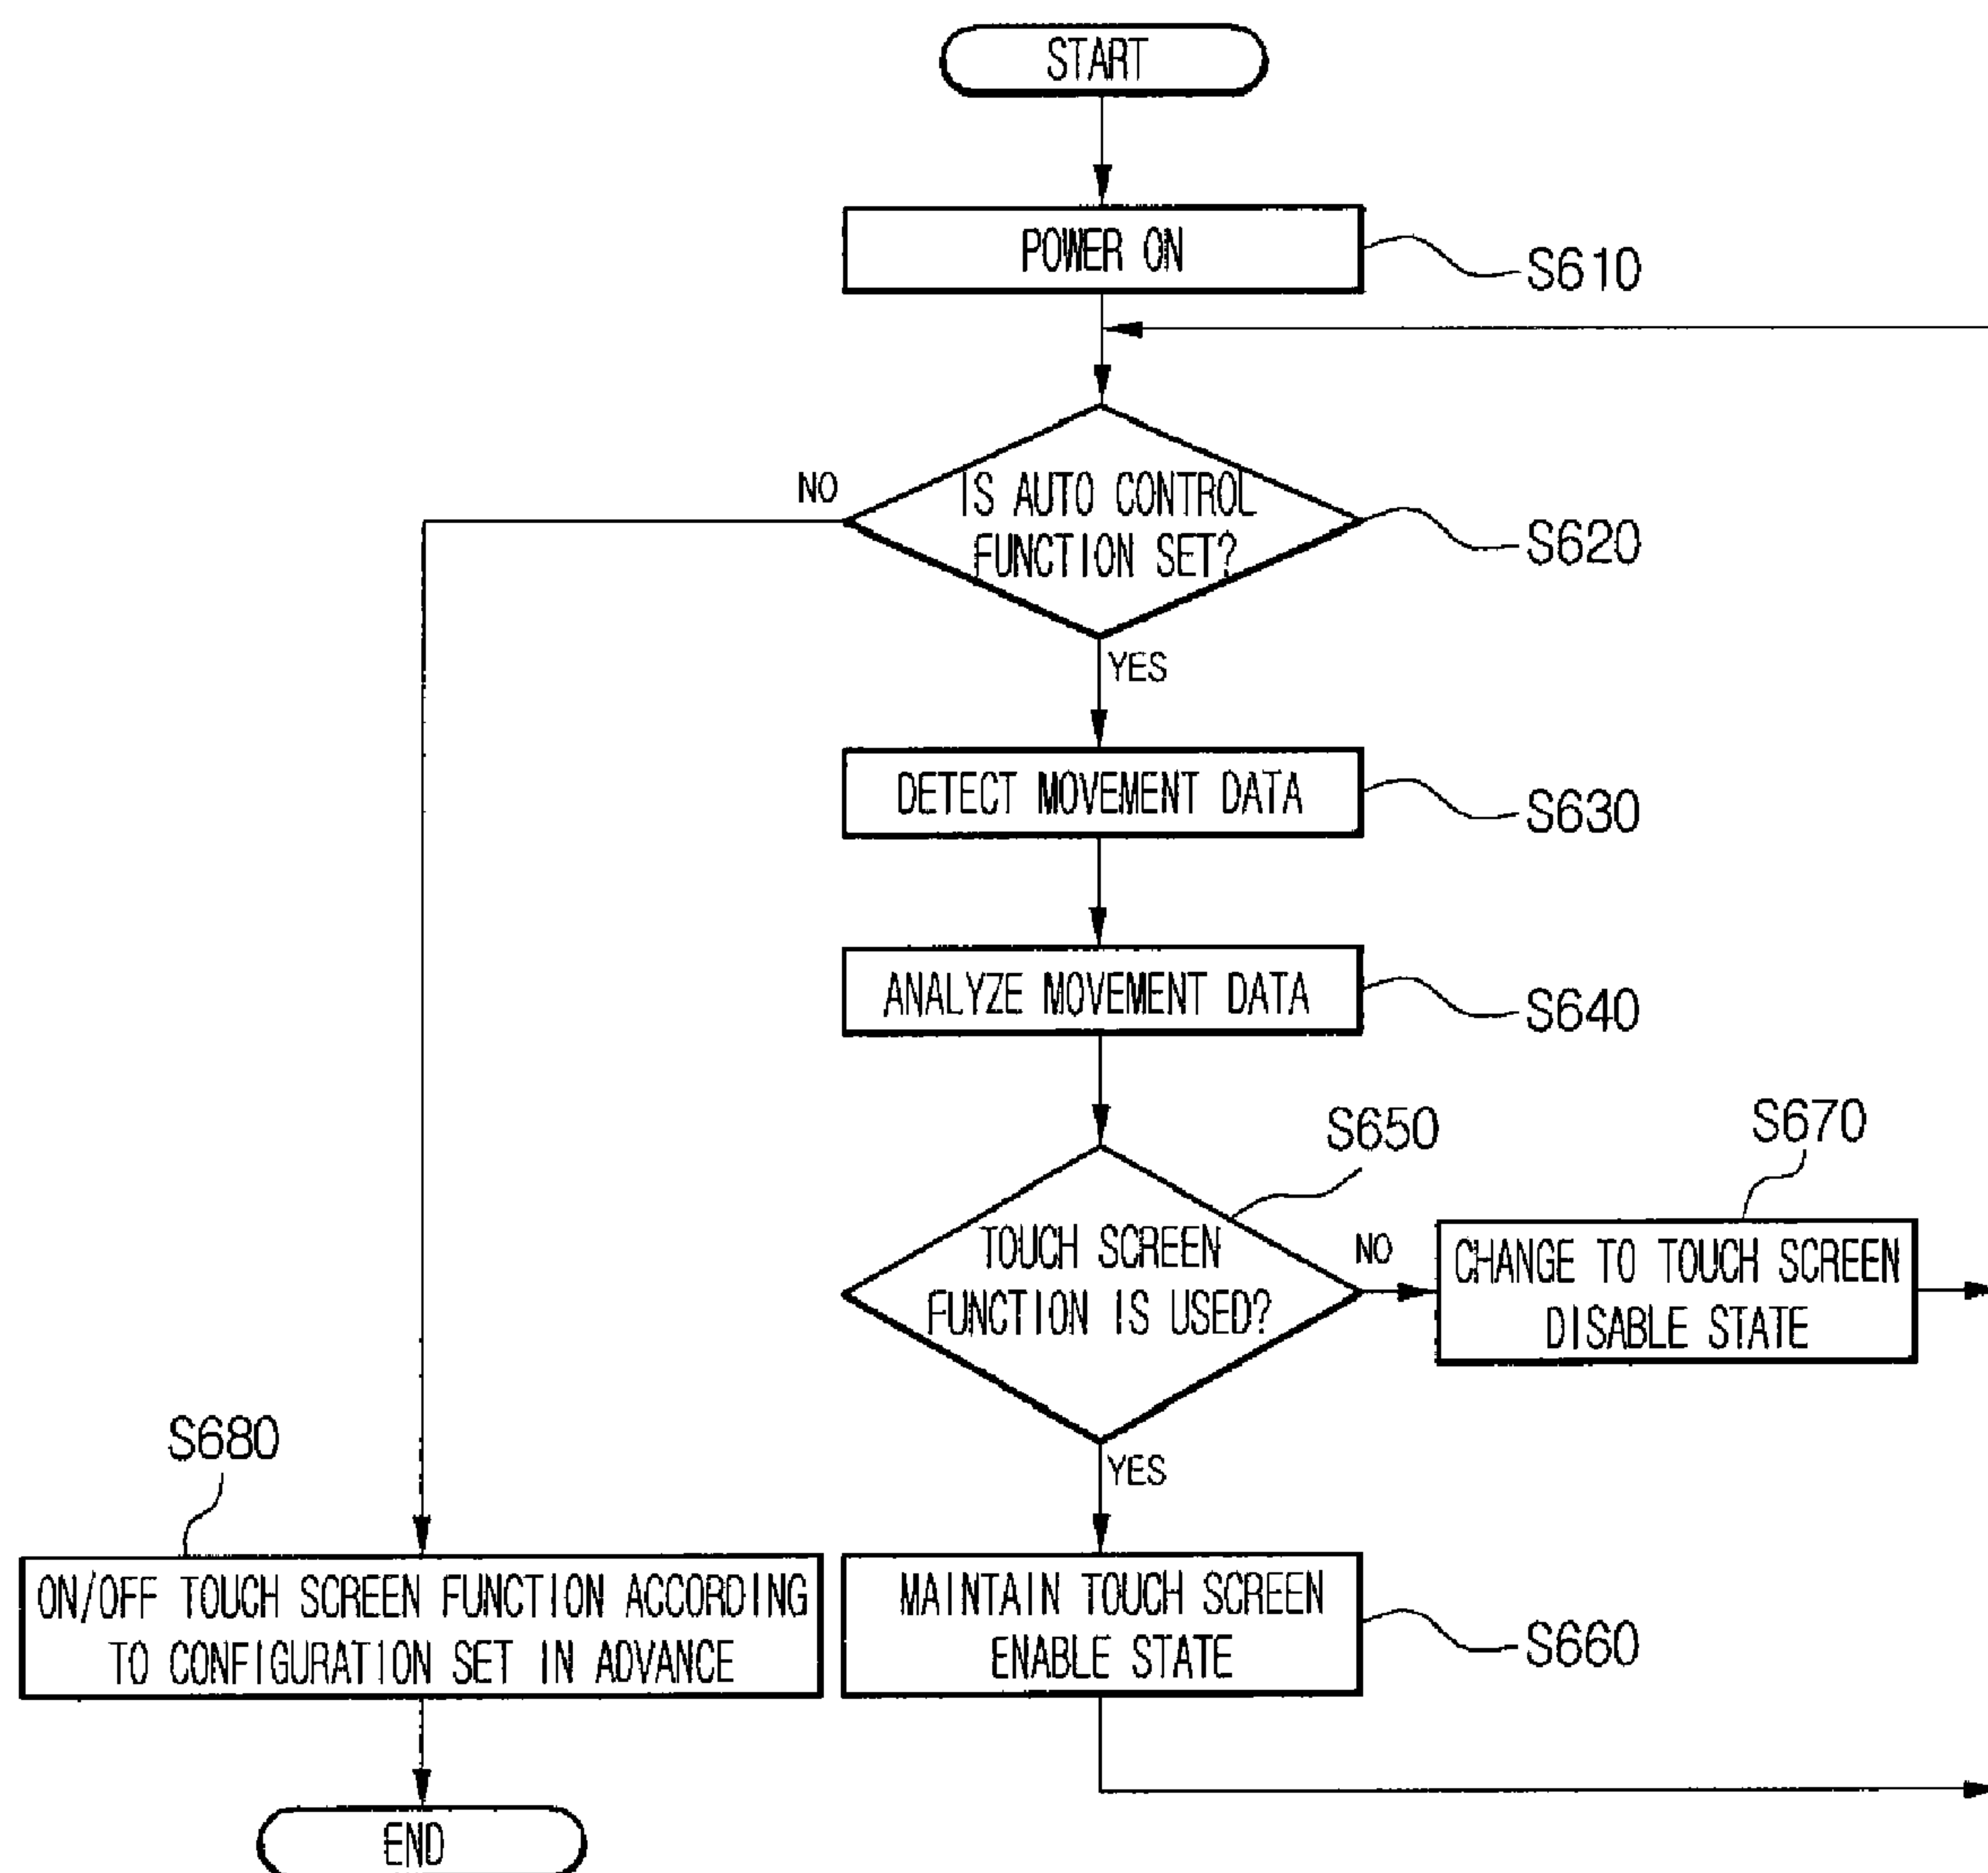 START
POWER ON
S610
IS AUTO CONTROL
FUNCTION SET?
NO
S620
YES
DETECT MOVEMENT DATA
S630
ANALYZE MOVEMENT DATA
S640
S650
S670
TOUCH SCREEN
FUNCTION IS USED?
NO
CHANGE TO TOUCH SCREEN
DISABLE STATE
YES
S680
ON/OFF TOUCH SCREEN FUNCTION ACCORDING
TO CONFIGURATION SET IN ADVANCE
MAINTAIN TOUCH SCREEN
ENABLE STATE
S660
END